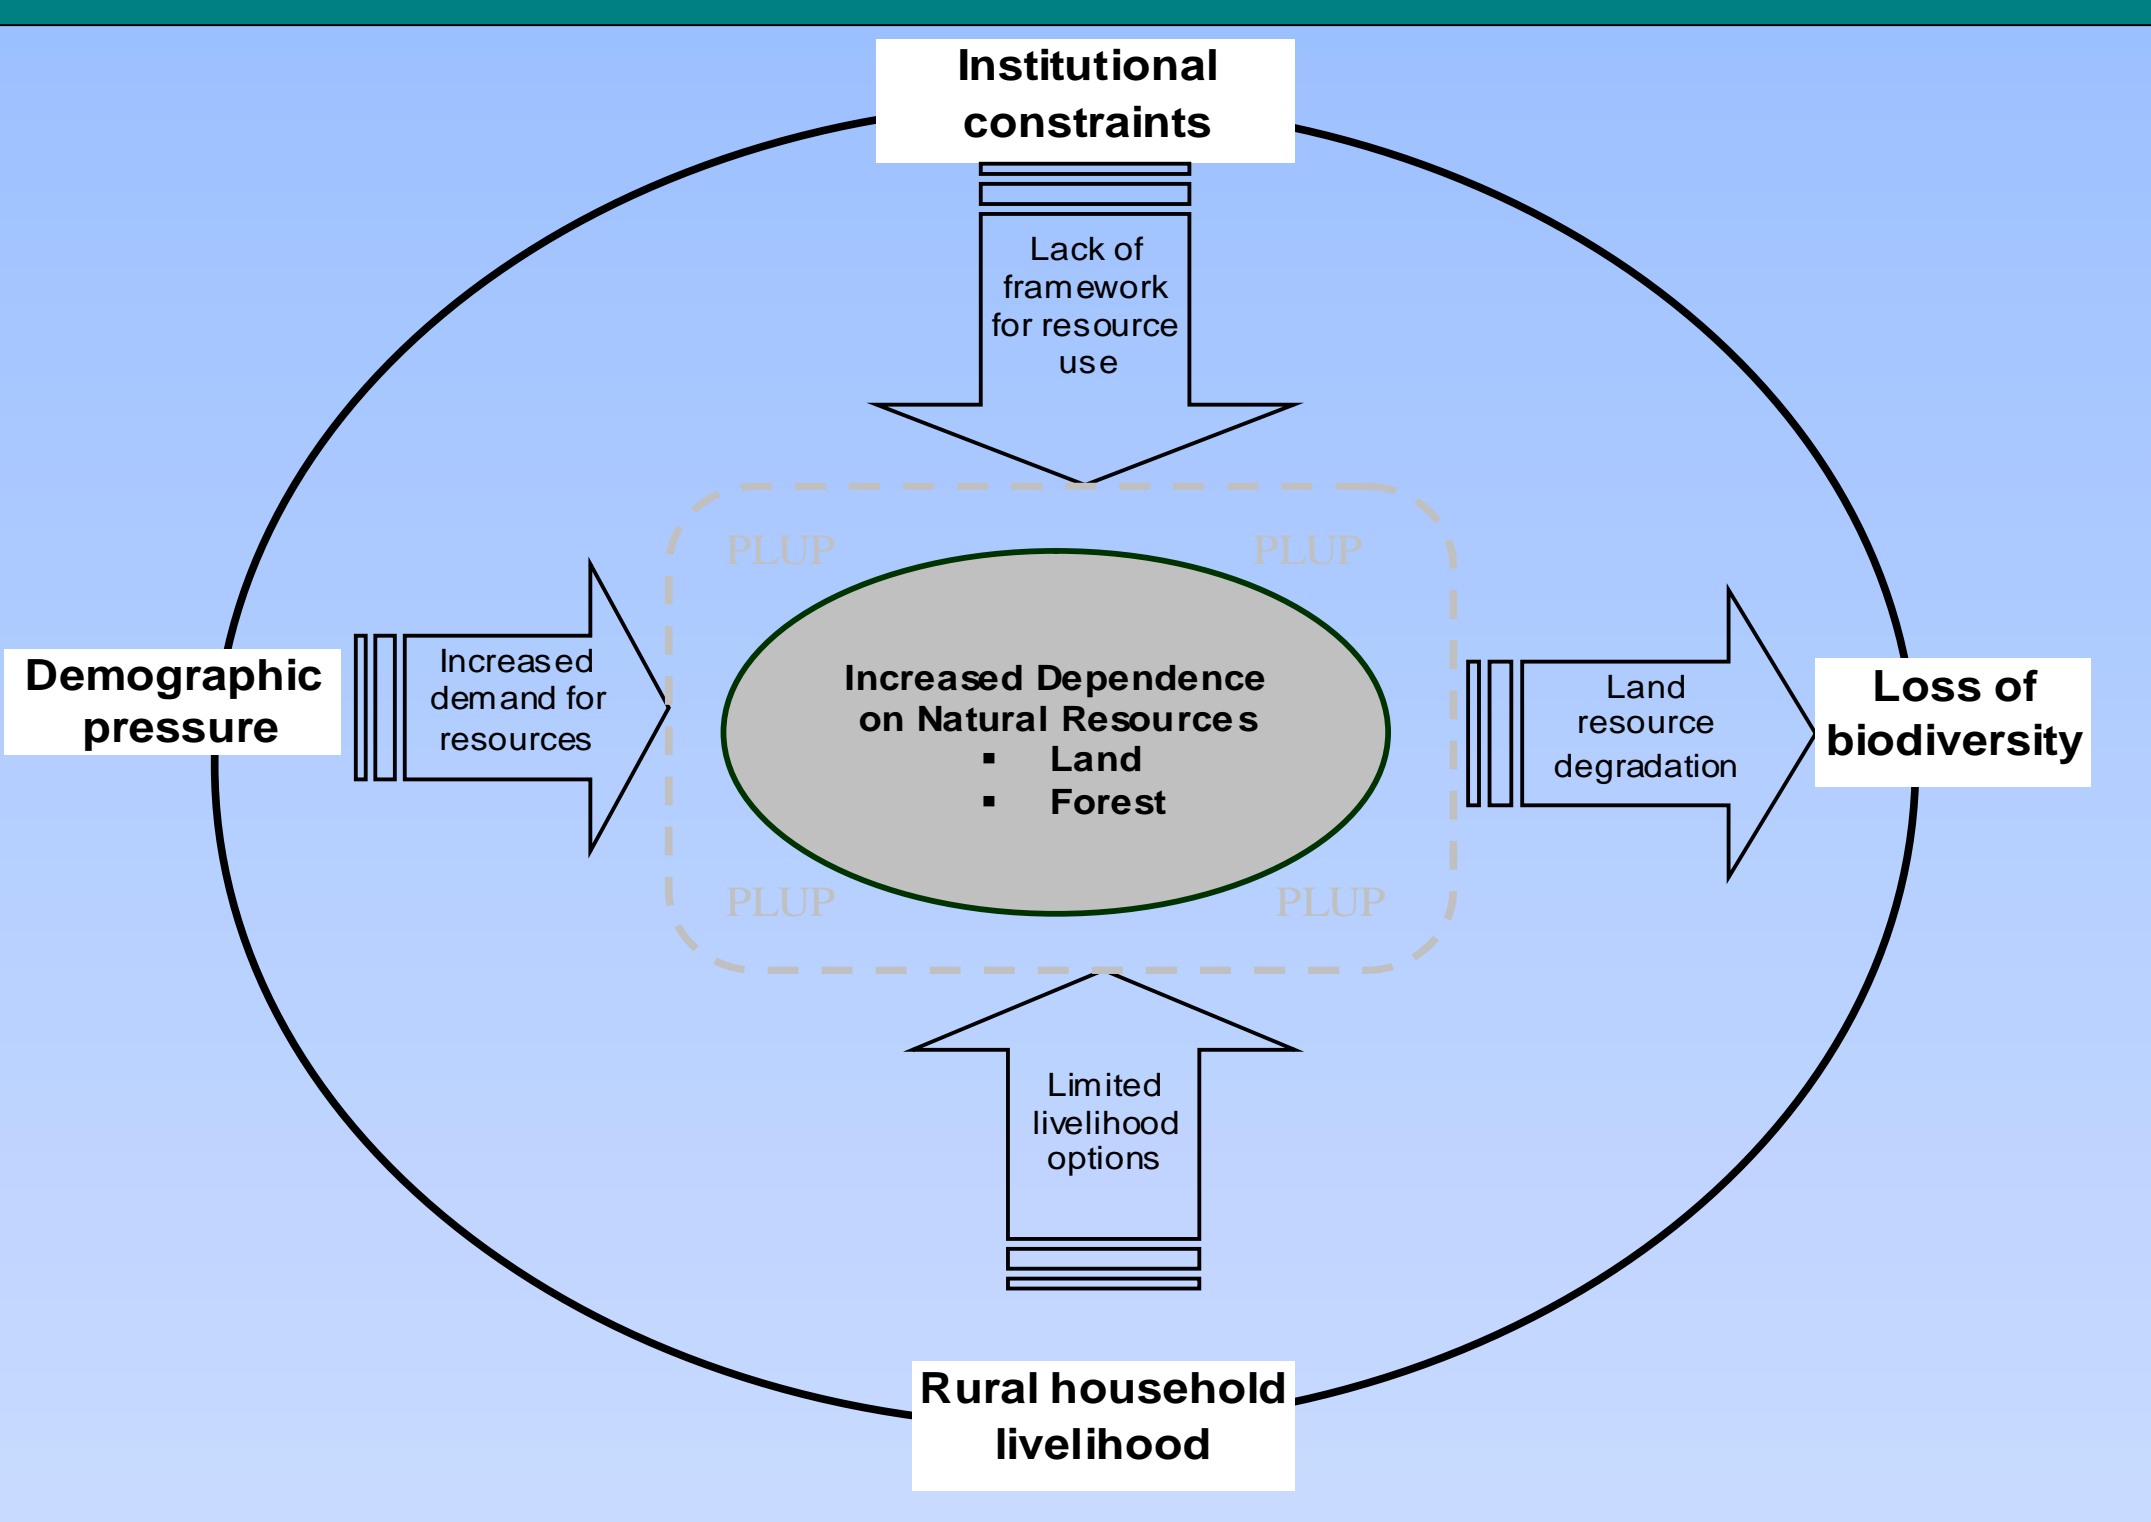 Institutional
constraints
Lack of
framework
for resource
use
PLUP
PLUP
Demographic
pressure
Increased
demand for
resources
Increased Dependence
on Natural Resources
▪ Land
▪ Forest
Land
resource
degradation
Loss of
biodiversity
PLUP
PLUP
Limited
livelihood
options
Rural household
livelihood